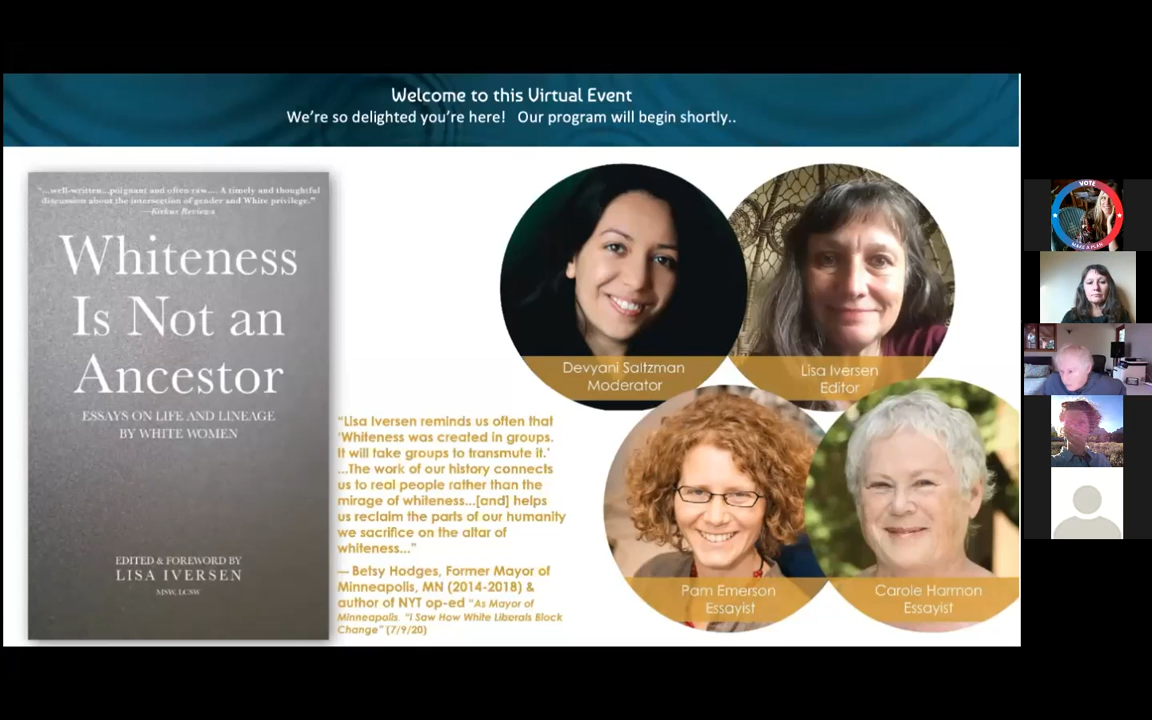 Welcome to this Virtual Event
We're so delighted you're here! Our program will begin shortly..
"...well-written...poignant and often raw.... A timely and thoughtful
discussion about the intersection of gender and White privilege."
—Kirkus Reviews
Whiteness
Is Not an
Ancestor
ESSAYS ON LIFE AND LINEAGE
BY WHITE WOMEN
EDITED & FOREWORD BY
LISA IVERSEN
MSW, LCSW
"Lisa Iversen reminds us often that
'Whiteness was created in groups.
It will take groups to transmute it.'
...The work of our history connects
us to real people rather than the
mirage of whiteness...[and] helps
us reclaim the parts of our humanity
we sacrifice on the altar of
whiteness..."
— Betsy Hodges, Former Mayor of
Minneapolis, MN (2014-2018) &
author of NYT op-ed "As Mayor of
Minneapolis, "I Saw How White Liberals Block
Change" (7/9/20)
Devyani Saltzman
Moderator
Lisa Iversen
Editor
Pam Emerson
Essayist
Carole Harmon
Essayist
VOTE
MAKE A PLAN